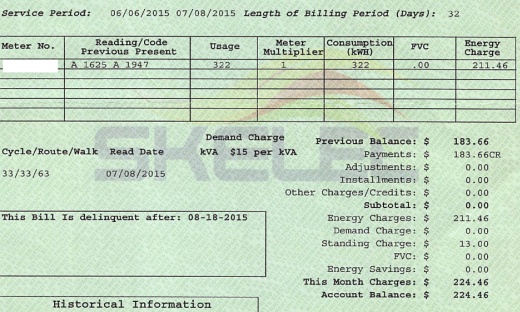 Service Period: 06/06/2015 07/08/2015 Length of Billing Period (Days): 32
Meter No. Reading/Code Previous Present Usage Meter Multiplier Consumption (kWH) FVC Energy Charge
A 1625 A 1947 322 1 322 .00 211.46
SKELEC
Demand Charge
Cycle/Route/Walk Read Date kVA $15 per kVA
33/33/63 07/08/2015
Previous Balance: $ 183.66
Payments: $ 183.66CR
Adjustments: $ 0.00
Installments: $ 0.00
Other Charges/Credits: $ 0.00
Subtotal: $ 0.00
Energy Charges: $ 211.46
Demand Charge: $ 0.00
Standing Charge: $ 13.00
FVC: $ 0.00
Energy Savings: $ 0.00
This Month Charges: $ 224.46
Account Balance: $ 224.46
This Bill Is delinquent after: 08-18-2015
Historical Information